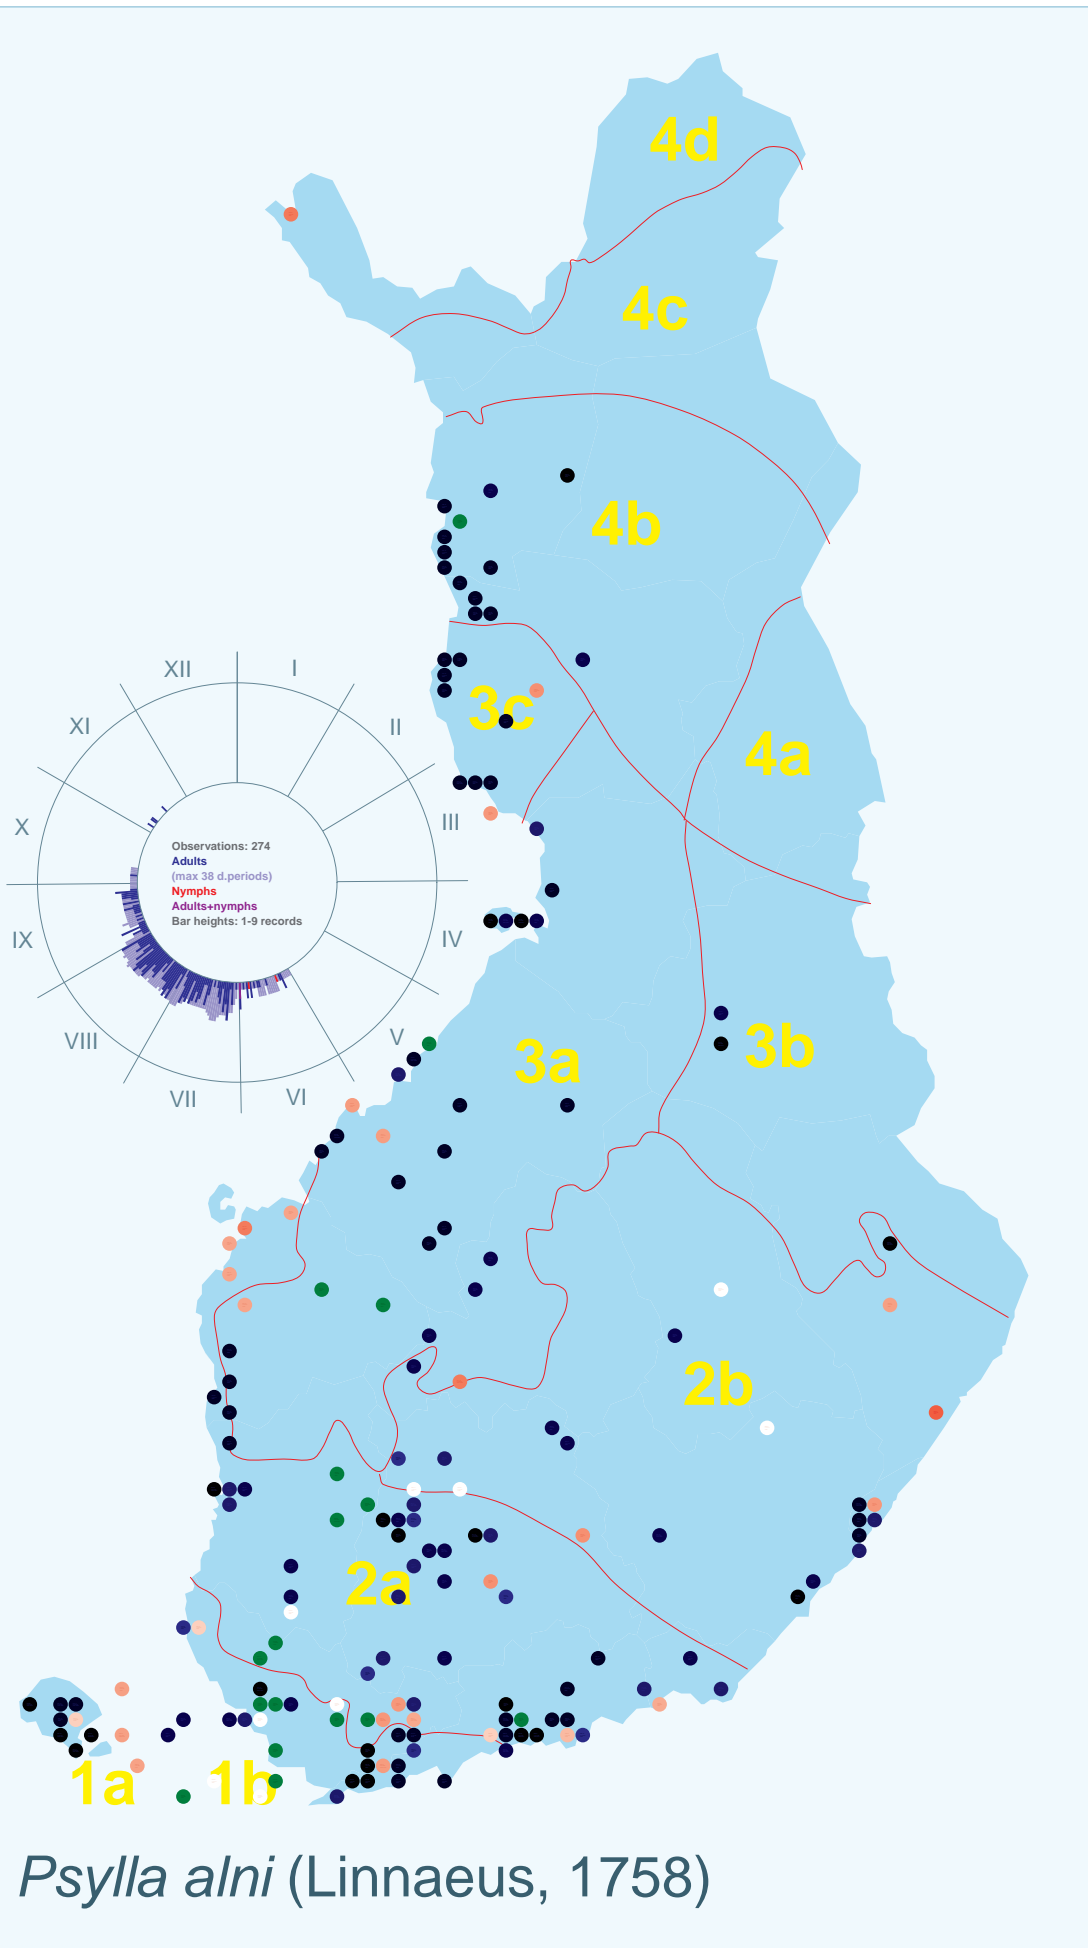 4d
4c
4b
3c
4a
XII
I
XI
II
X
III
Observations: 274
Adults
(max 38 d.periods)
Nymphs
Adults+nymphs
Bar heights: 1-9 records
IX
IV
VIII
V
VII
VI
3a
3b
2b
2a
1a
1b
Psylla alni (Linnaeus, 1758)